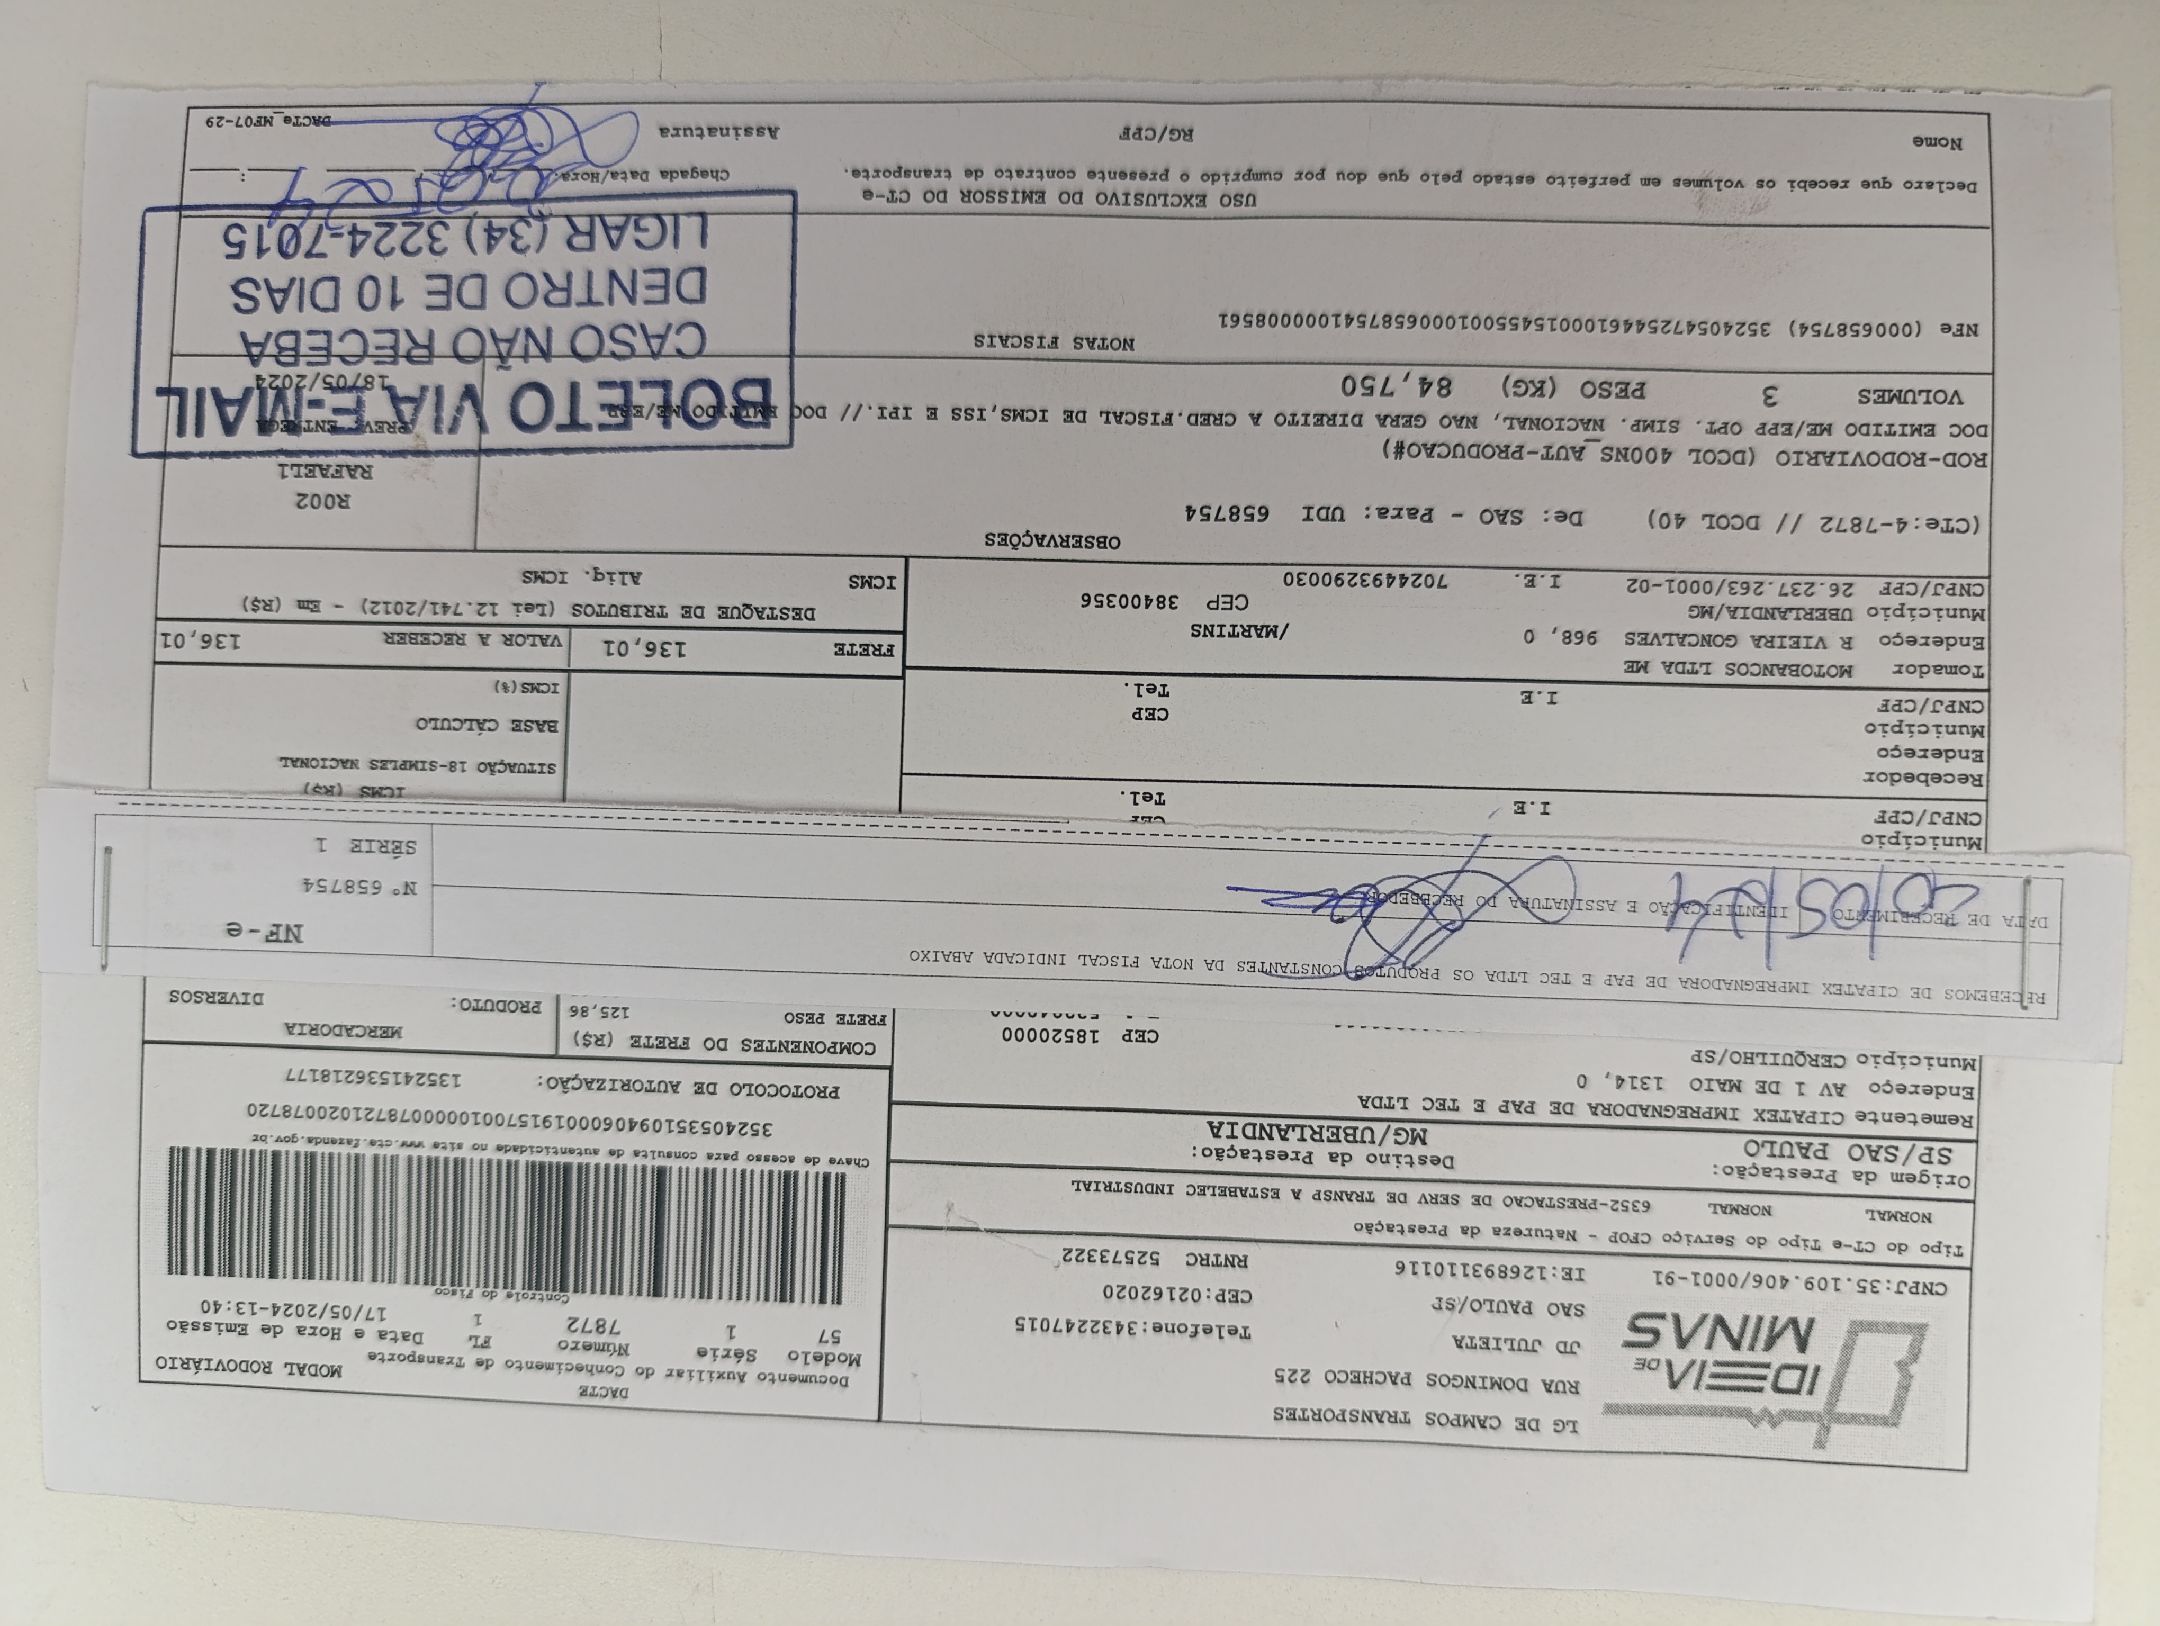 IDEIA DE
MINAS
LG DE CAMPOS TRANSPORTES
RUA DOMINGOS PACHECO 225
JD JULIETA
SAO PAULO/SP
Telefone:3432247015
CEP:02162020
CNPJ:35.109.406/0001-91 IE:126893110116 RNTRC 52573322
DACTE
Documento Auxiliar do Conhecimento de Transporte
MODAL RODOVIÁRIO
Modelo Série Número FL Data e Hora de Emissão
57 1 7872 1 17/05/2024-13:40
Controle do Fisco
Chave de acesso para consulta de autenticidade no site www.cte.fazenda.gov.br
35240535109406000191570010000078721020078720
PROTOCOLO DE AUTORIZAÇÃO: 135241536218177
Tipo do CT-e Tipo do Serviço CFOP - Natureza da Prestação
NORMAL NORMAL 6352-PRESTACAO DE SERV DE TRANSP A ESTABELEC INDUSTRIAL
Origem da Prestação: Destino da Prestação:
SP/SAO PAULO MG/UBERLANDIA
Remetente CIPATEX IMPREGNADORA DE PAP E TEC LTDA
Endereço AV 1 DE MAIO 1314, 0
Município CERQUILHO/SP CEP 18520000
COMPONENTES DO FRETE (R$) MERCADORIA
FRETE PESO 125,86 PRODUTO: DIVERSOS
RECEBEMOS DE CIPATEX IMPREGNADORA DE PAP E TEC LTDA OS PRODUTOS CONSTANTES DA NOTA FISCAL INDICADA ABAIXO
DATA DE RECEBIMENTO IDENTIFICAÇÃO E ASSINATURA DO RECEBEDOR
20/05/24
NF-e
Nº 658754
SÉRIE 1
Município
CNPJ/CPF I.E Tel.
Recebedor
Endereço
Município CEP
CNPJ/CPF I.E Tel.
ICMS (R$)
SITUAÇÃO 18-SIMPLES NACIONAL
BASE CÁLCULO
ICMS(%)
Tomador MOTOBANCOS LTDA ME
Endereço R VIEIRA GONCALVES 968, 0 /MARTINS
Município UBERLANDIA/MG CEP 38400356
CNPJ/CPF 26.237.263/0001-02 I.E. 7024493290030
FRETE 136,01 VALOR A RECEBER 136,01
DESTAQUE DE TRIBUTOS (Lei 12.741/2012) - Em (R$)
ICMS Aliq. ICMS
OBSERVAÇÕES
(CTe:4-7872 // DCOL 40) De: SAO - Para: UDI 658754
ROD-RODOVIARIO (DCOL 400NS_AUT-PRODUCAO#)
DOC EMITIDO ME/EPP OPT. SIMP. NACIONAL, NAO GERA DIREITO A CRED.FISCAL DE ICMS,ISS E IPI.// DOC EMITIDO ME/EPP
R002
RAFAEL1
PREV. ENTREGA
18/05/2024
VOLUMES 3 PESO (KG) 84,750
NOTAS FISCAIS
NFe (000658754) 35240547254461000154550010006587541000008561
BOLETO VIA E-MAIL
CASO NÃO RECEBA
DENTRO DE 10 DIAS
LIGAR (34) 3224-7015
USO EXCLUSIVO DO EMISSOR DO CT-e
Declaro que recebi os volumes em perfeito estado pelo que dou por cumprido o presente contrato de transporte.
Chegada Data/Hora:
Nome RG/CPF Assinatura
DACTe_MF07-29